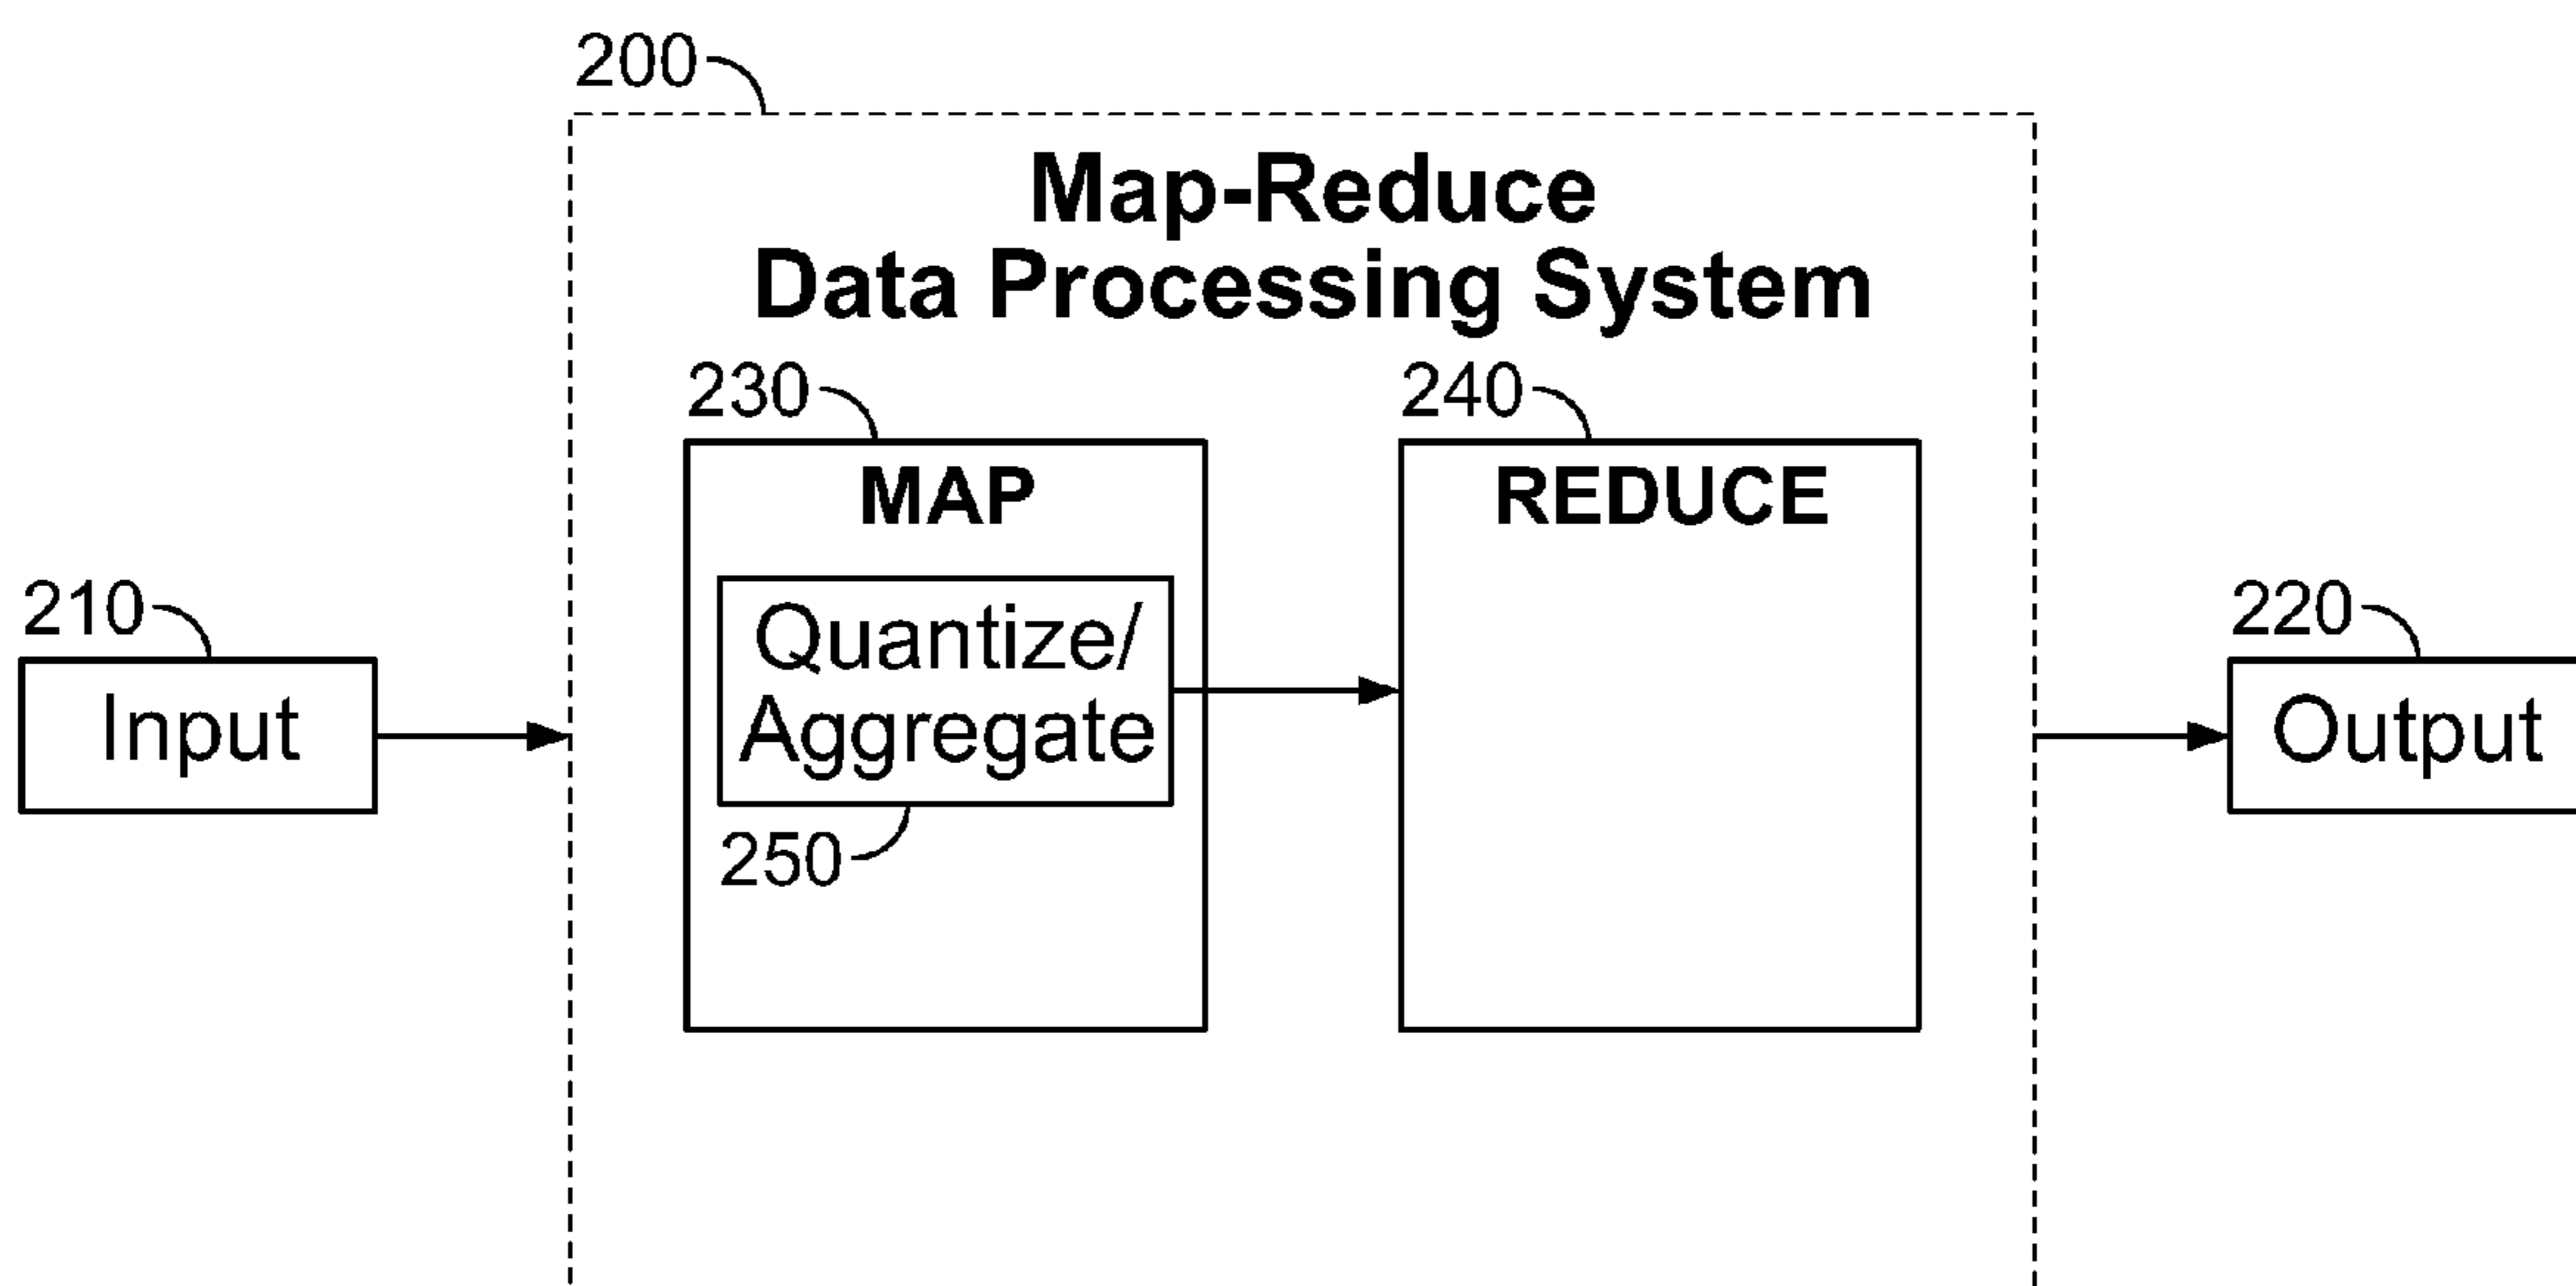 200
Map-Reduce
Data Processing System
230
240
MAP
REDUCE
210
Input
Quantize/
Aggregate
250
220
Output